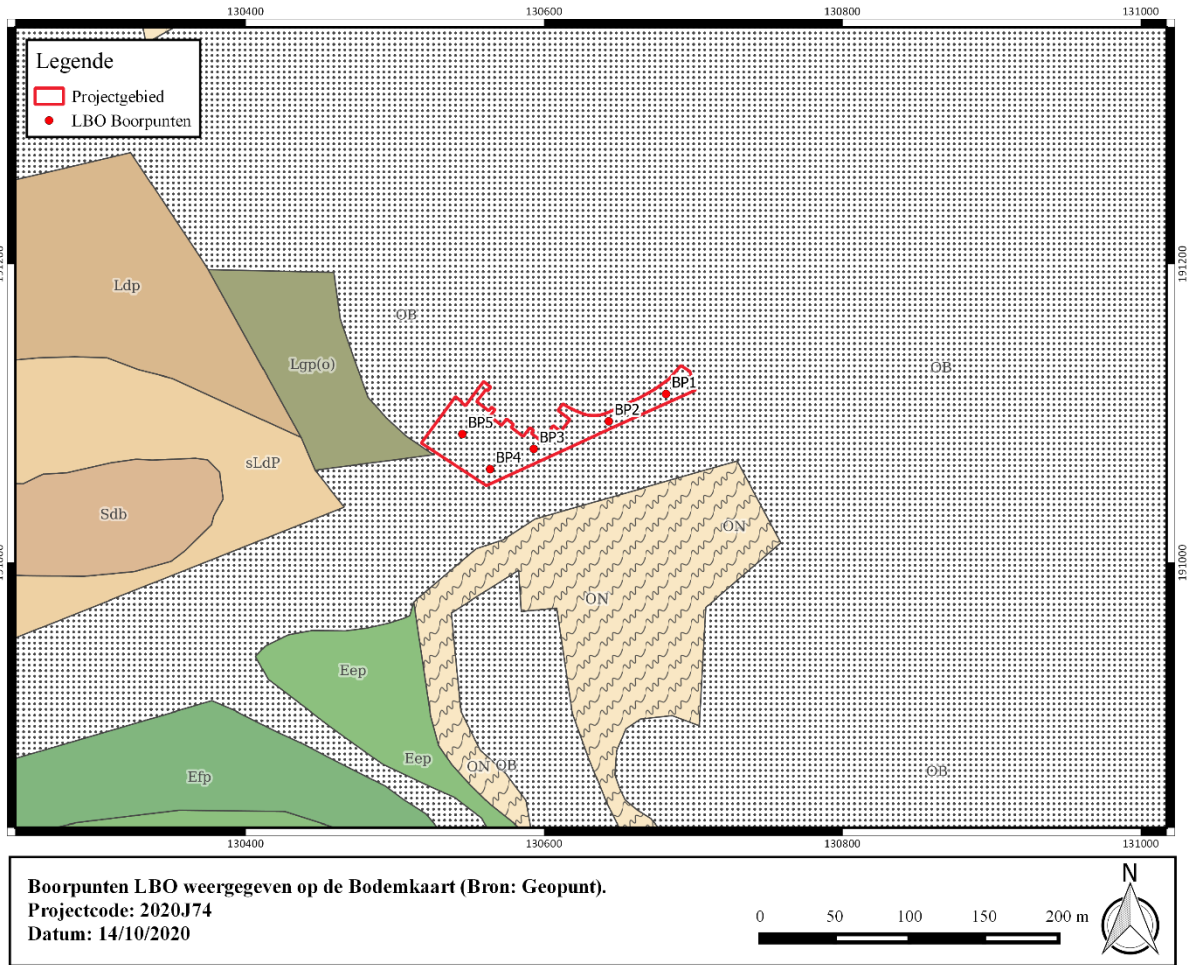 130400 130600 130800 131000
Legende
Projectgebied
LBO Boorpunten
191200
191200
Ldp
OB
Lgp(o)
OB
BP1
BP2
BP5
BP3
BP4
sLdP
Sdb
ON
191000
191000
ON
Eep
Eep
ON OB
OB
Efp
130400 130600 130800 131000
Boorpunten LBO weergegeven op de Bodemkaart (Bron: Geopunt).
Projectcode: 2020J74
Datum: 14/10/2020
0 50 100 150 200 m
N